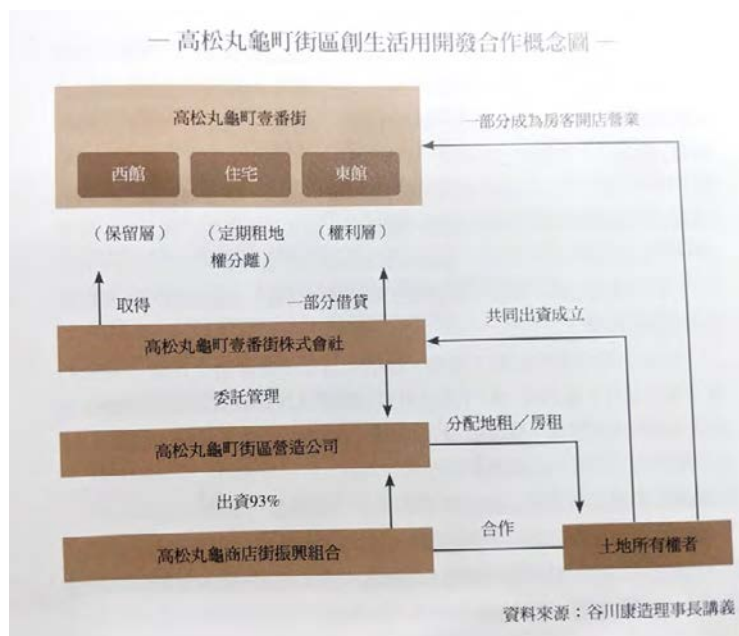 — 高松丸龜町街區創生活用開發合作概念圖 —
高松丸龜町壹番街
一部分成為房客開店營業
西館
住宅
東館
（保留層）
（定期租地
權分離）
（權利層）
取得
一部分借貸
共同出資成立
高松丸龜町壹番街株式會社
委託管理
分配地租／房租
高松丸龜町街區營造公司
出資93%
合作
高松丸龜商店街振興組合
土地所有權者
資料來源：谷川康造理事長講義